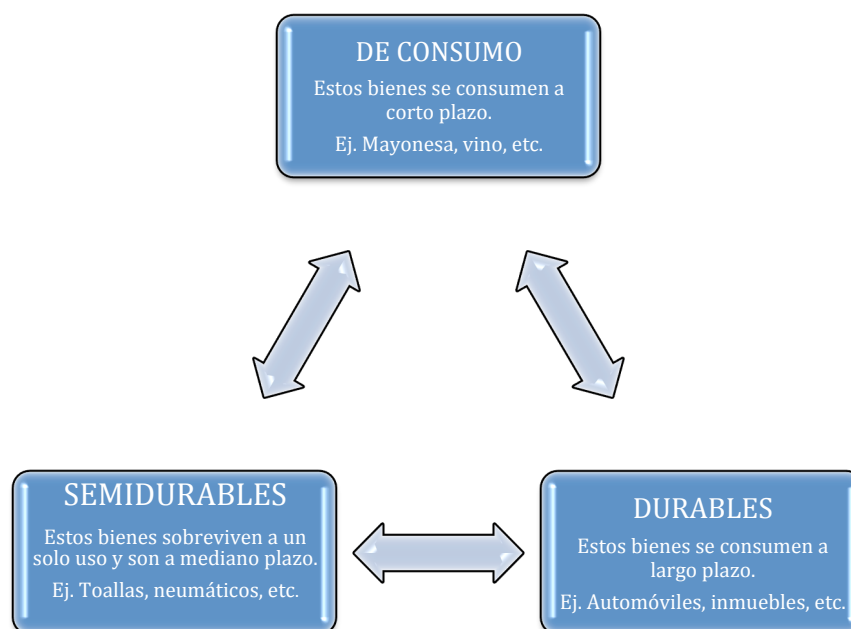 DE CONSUMO
Estos bienes se consumen a
corto plazo.
Ej. Mayonesa, vino, etc.
SEMIDURABLES
Estos bienes sobreviven a un
solo uso y son a mediano plazo.
Ej. Toallas, neumáticos, etc.
DURABLES
Estos bienes se consumen a
largo plazo.
Ej. Automóviles, inmuebles, etc.